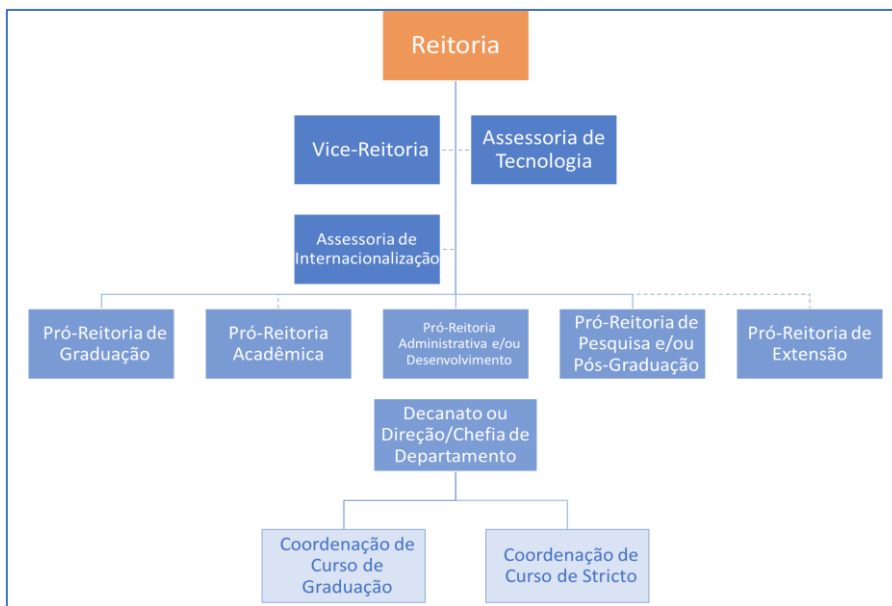 Reitoria
Vice-Reitoria
Assessoria de
Tecnologia
Assessoria de
Internacionalização
Pró-Reitoria de
Graduação
Pró-Reitoria
Acadêmica
Pró-Reitoria
Administrativa e/ou
Desenvolvimento
Pró-Reitoria de
Pesquisa e/ou
Pós-Graduação
Pró-Reitoria de
Extensão
Decanato ou
Direção/Chefia de
Departamento
Coordenação de
Curso de
Graduação
Coordenação de
Curso de Stricto